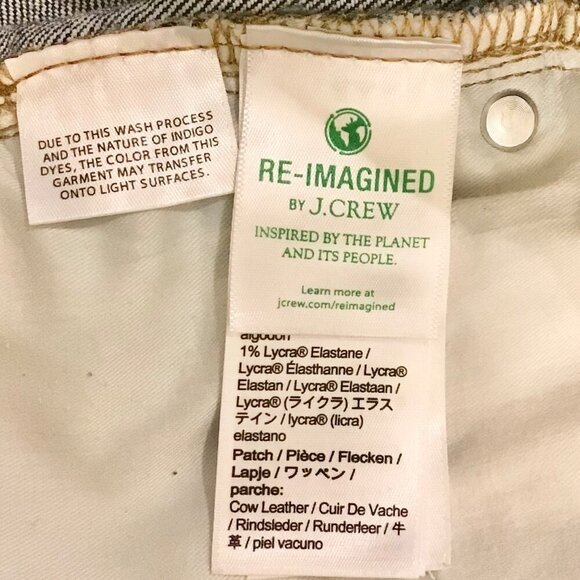 DUE TO THIS WASH PROCESS
AND THE NATURE OF INDIGO
DYES, THE COLOR FROM THIS
GARMENT MAY TRANSFER
ONTO LIGHT SURFACES.
RE-IMAGINED
BY J.CREW
INSPIRED BY THE PLANET
AND ITS PEOPLE.
Learn more at
jcrew.com/reimagined
algodón
1% Lycra® Elastane /
Lycra® Élasthanne / Lycra®
Elastan / Lycra® Elastaan /
Lycra® (ライクラ) エラス
テイン / lycra® (licra)
elastano
Patch / Pièce / Flecken /
Lapje / ワッペン /
parche:
Cow Leather / Cuir De Vache
/ Rindsleder / Runderleer / 牛
革 / piel vacuno